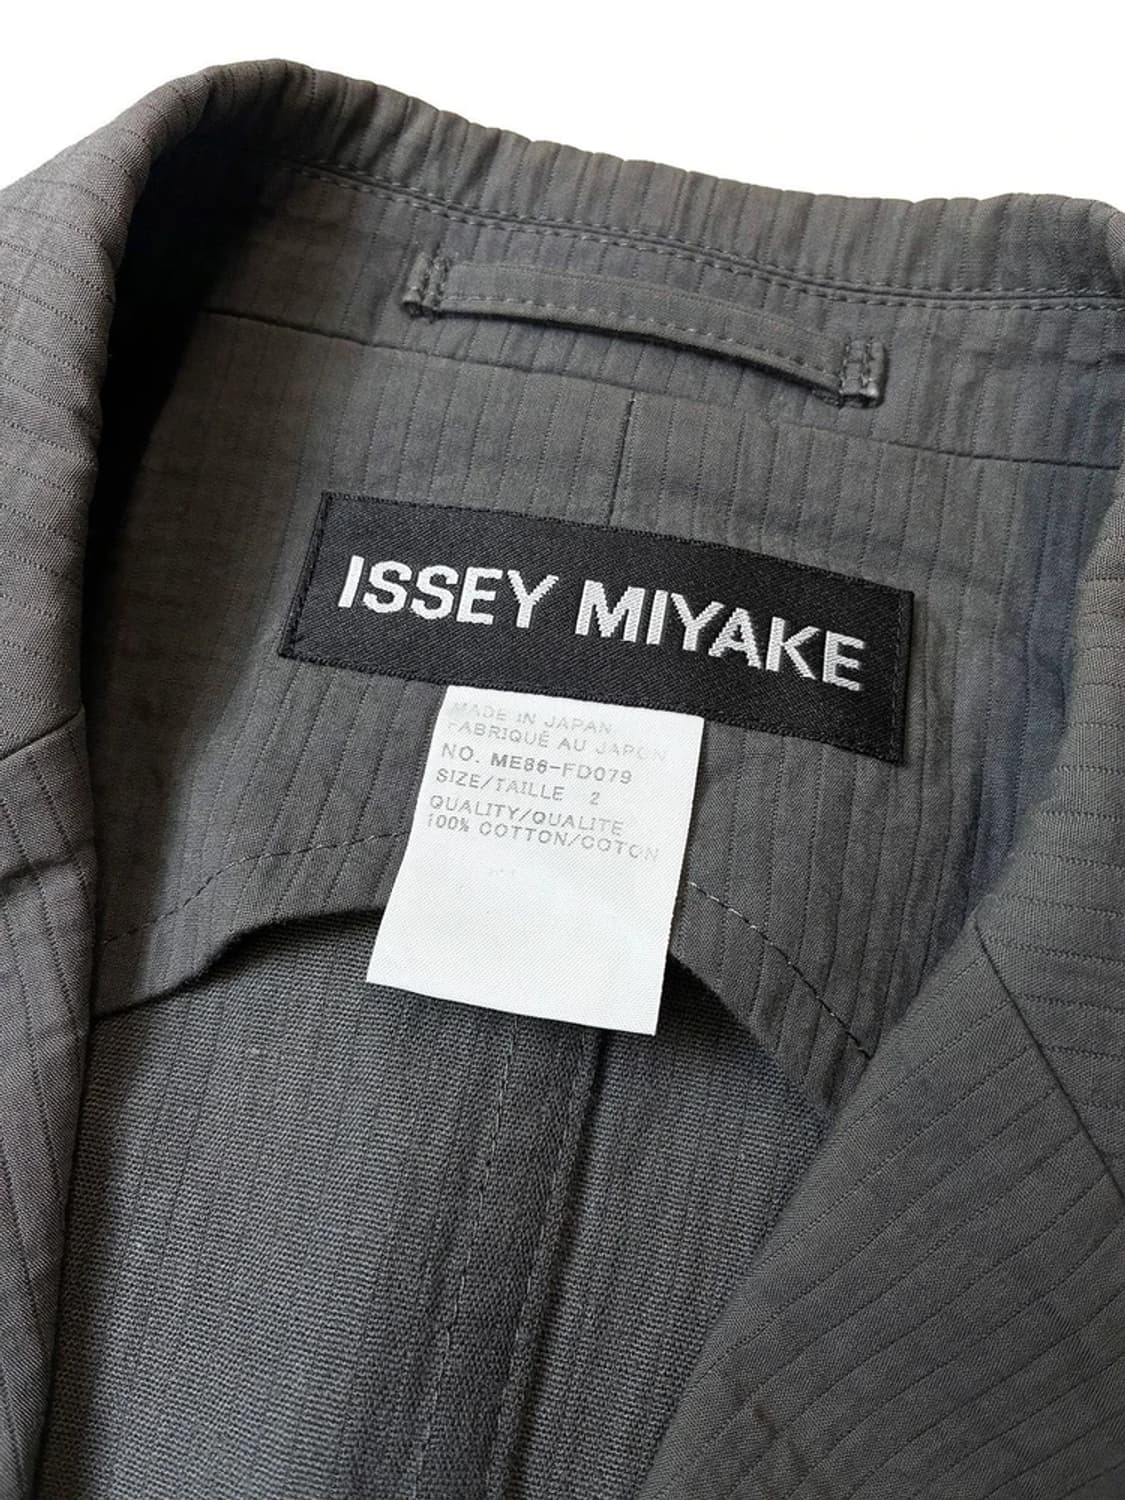 ISSEY MIYAKE
MADE IN JAPAN
FABRIQUÉ AU JAPON
NO. ME86-FD079
SIZE/TAILLE 2
QUALITY/QUALITE
100% COTTON/COTON